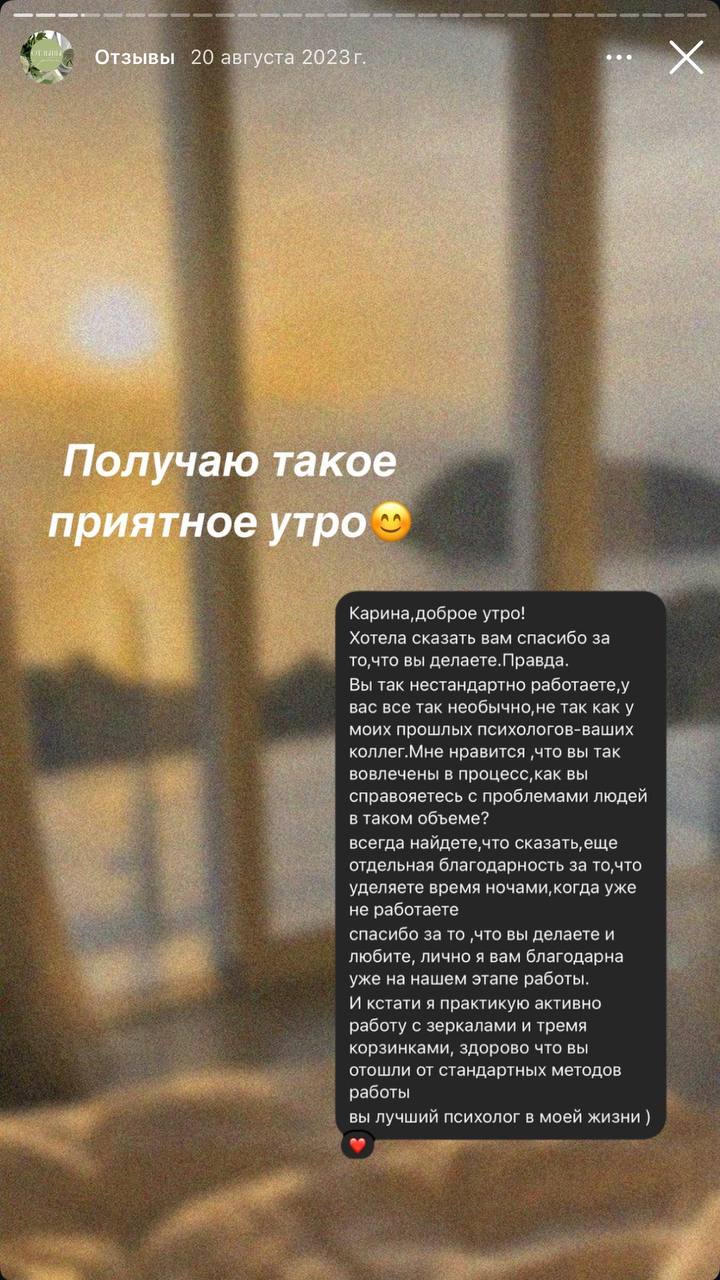 Отзывы 20 августа 2023 г.
Получаю такое
приятное утро😊
Карина,доброе утро!
Хотела сказать вам спасибо за
то,что вы делаете.Правда.
Вы так нестандартно работаете,у
вас все так необычно,не так как у
моих прошлых психологов-ваших
коллег.Мне нравится ,что вы так
вовлечены в процесс,как вы
справояетесь с проблемами людей
в таком объеме?
всегда найдете,что сказать,еще
отдельная благодарность за то,что
уделяете время ночами,когда уже
не работаете
спасибо за то ,что вы делаете и
любите, лично я вам благодарна
уже на нашем этапе работы.
И кстати я практикую активно
работу с зеркалами и тремя
корзинками, здорово что вы
отошли от стандартных методов
работы
вы лучший психолог в моей жизни )
❤️